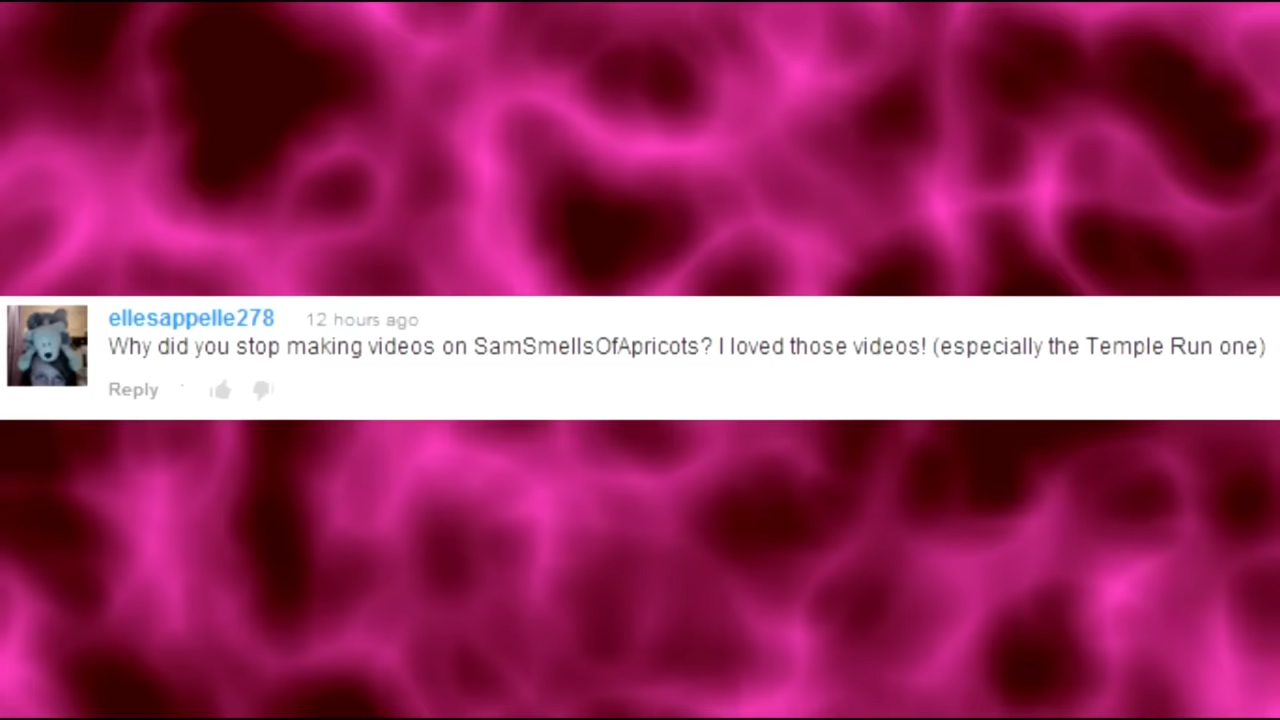 ellesappelle278 12 hours ago
Why did you stop making videos on SamSmellsOfApricots? I loved those videos! (especially the Temple Run one)
Reply